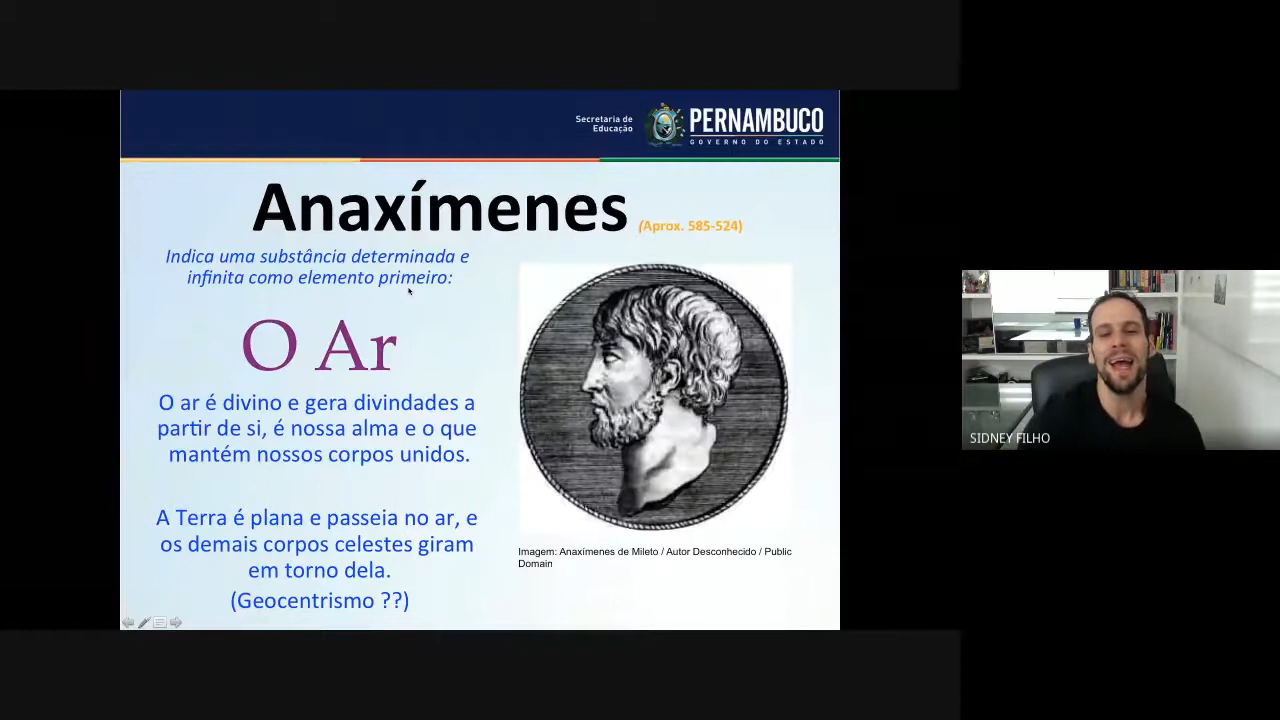 Secretaria de
Educação
PERNAMBUCO
GOVERNO DO ESTADO
Anaxímenes (Aprox. 585-524)
Indica uma substância determinada e
infinita como elemento primeiro:
O Ar
O ar é divino e gera divindades a
partir de si, é nossa alma e o que
mantém nossos corpos unidos.
A Terra é plana e passeia no ar, e
os demais corpos celestes giram
em torno dela.
(Geocentrismo ??)
Imagem: Anaxímenes de Mileto / Autor Desconhecido / Public
Domain
SIDNEY FILHO